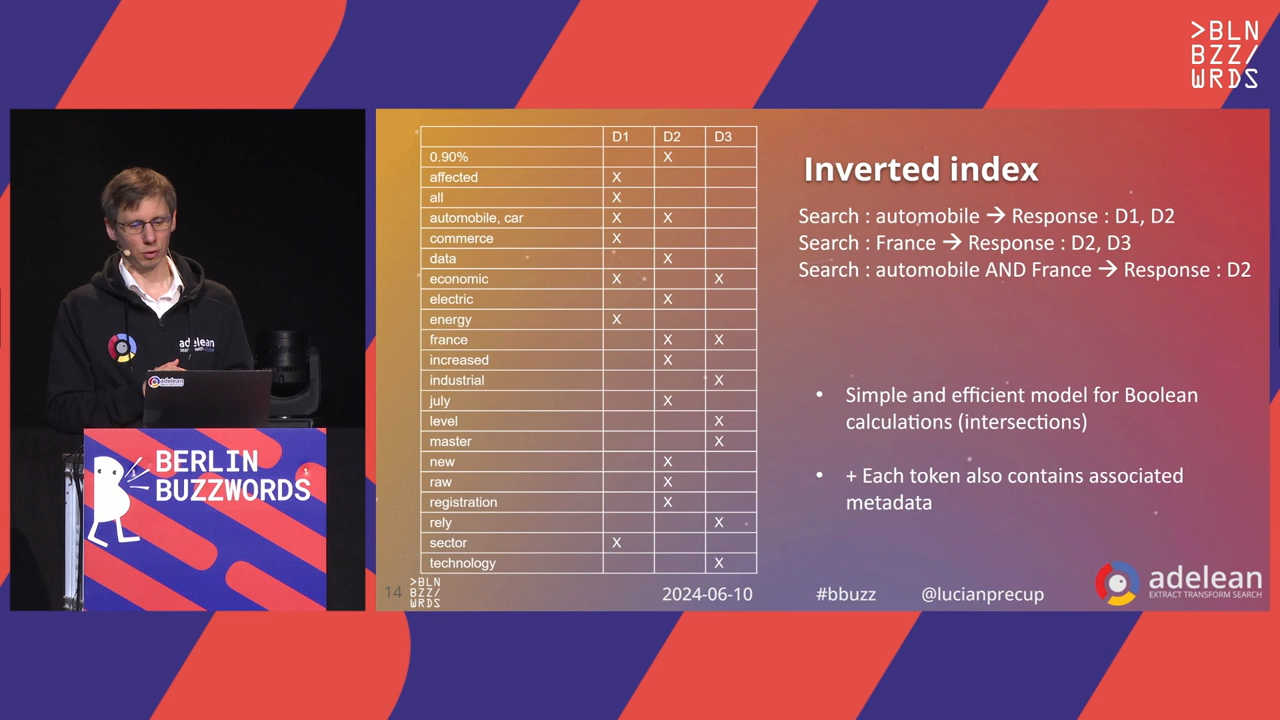 >BLN
BZZ/
WRDS
D1 D2 D3
0.90% X
affected X
all X
automobile, car X X
commerce X
data X
economic X X
electric X
energy X
france X X
increased X
industrial X
july X
level X
master X
new X
raw X
registration X
rely X
sector X
technology X
Inverted index
Search : automobile → Response : D1, D2
Search : France → Response : D2, D3
Search : automobile AND France → Response : D2
• Simple and efficient model for Boolean
calculations (intersections)
• + Each token also contains associated
metadata
14
>BLN
BZZ/
WRDS
2024-06-10
#bbuzz
@lucianprecup
adelean
EXTRACT TRANSFORM SEARCH
adelean
adelean
BERLIN
BUZZWORDS